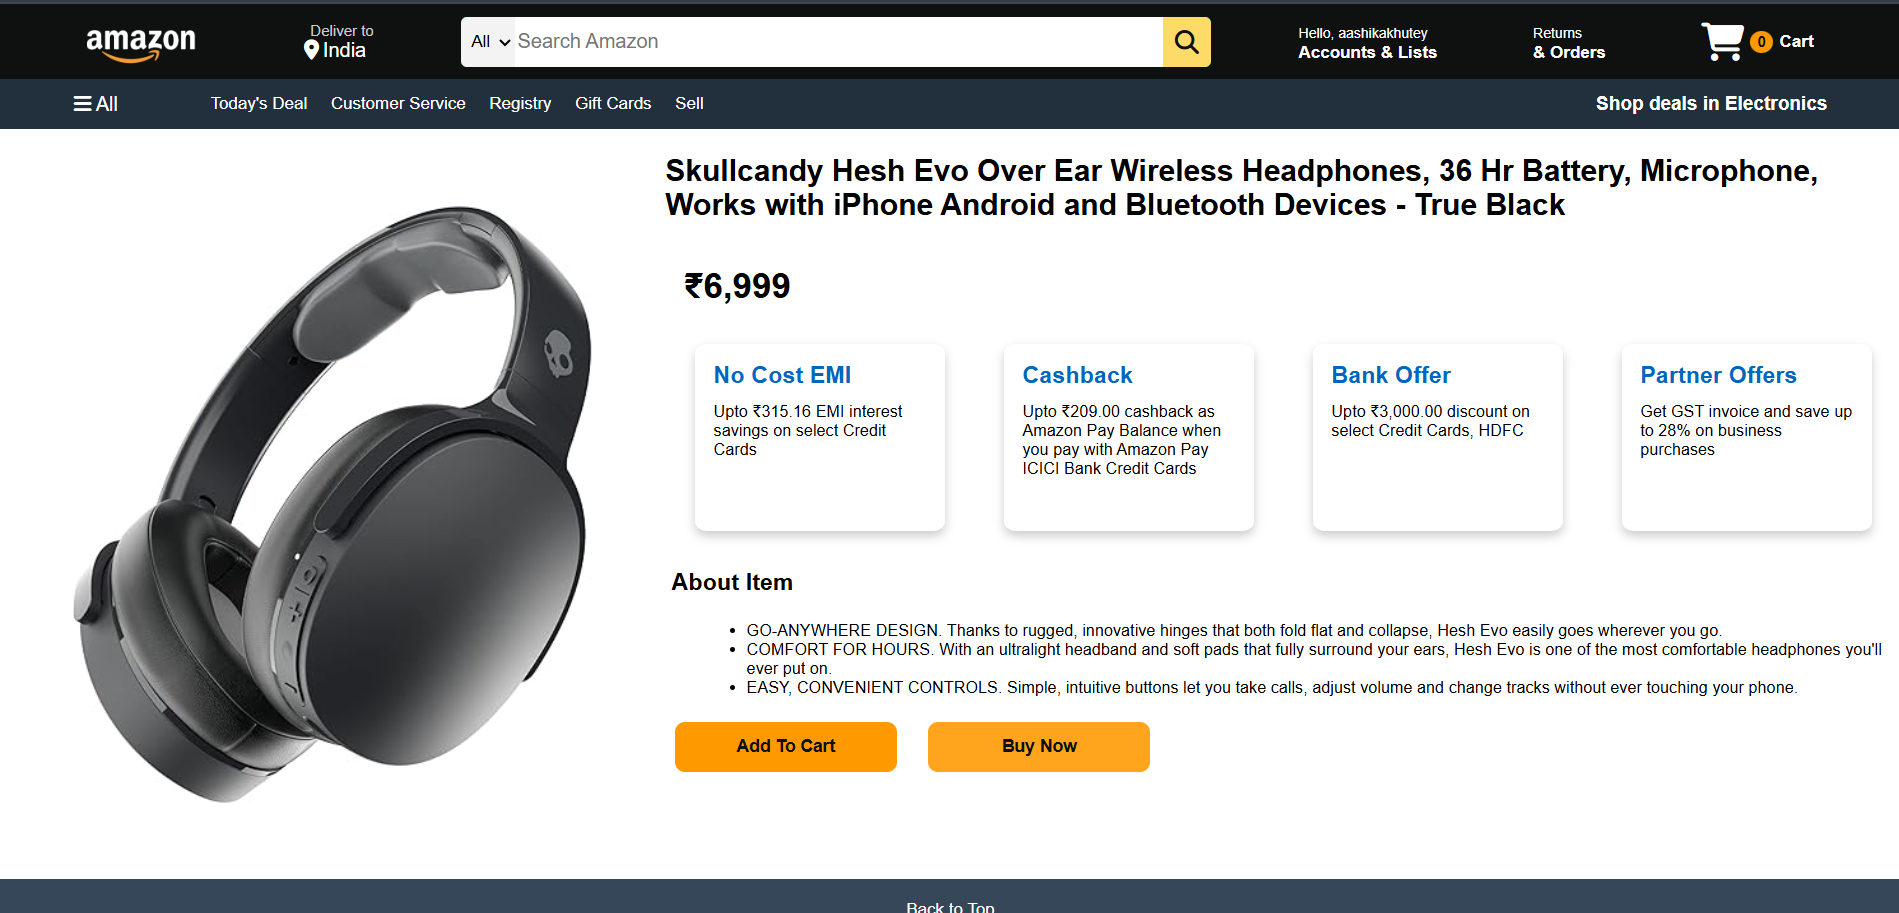 amazon
Deliver to
India
All
Search Amazon
Hello, aashikakhutey
Accounts & Lists
Returns
& Orders
0
Cart
All
Today's Deal
Customer Service
Registry
Gift Cards
Sell
Shop deals in Electronics
Skullcandy Hesh Evo Over Ear Wireless Headphones, 36 Hr Battery, Microphone,
Works with iPhone Android and Bluetooth Devices - True Black
₹6,999
No Cost EMI
Upto ₹315.16 EMI interest
savings on select Credit
Cards
Cashback
Upto ₹209.00 cashback as
Amazon Pay Balance when
you pay with Amazon Pay
ICICI Bank Credit Cards
Bank Offer
Upto ₹3,000.00 discount on
select Credit Cards, HDFC
Partner Offers
Get GST invoice and save up
to 28% on business
purchases
About Item
• GO-ANYWHERE DESIGN. Thanks to rugged, innovative hinges that both fold flat and collapse, Hesh Evo easily goes wherever you go.
• COMFORT FOR HOURS. With an ultralight headband and soft pads that fully surround your ears, Hesh Evo is one of the most comfortable headphones you'll
ever put on.
• EASY, CONVENIENT CONTROLS. Simple, intuitive buttons let you take calls, adjust volume and change tracks without ever touching your phone.
Add To Cart
Buy Now
Back to Top